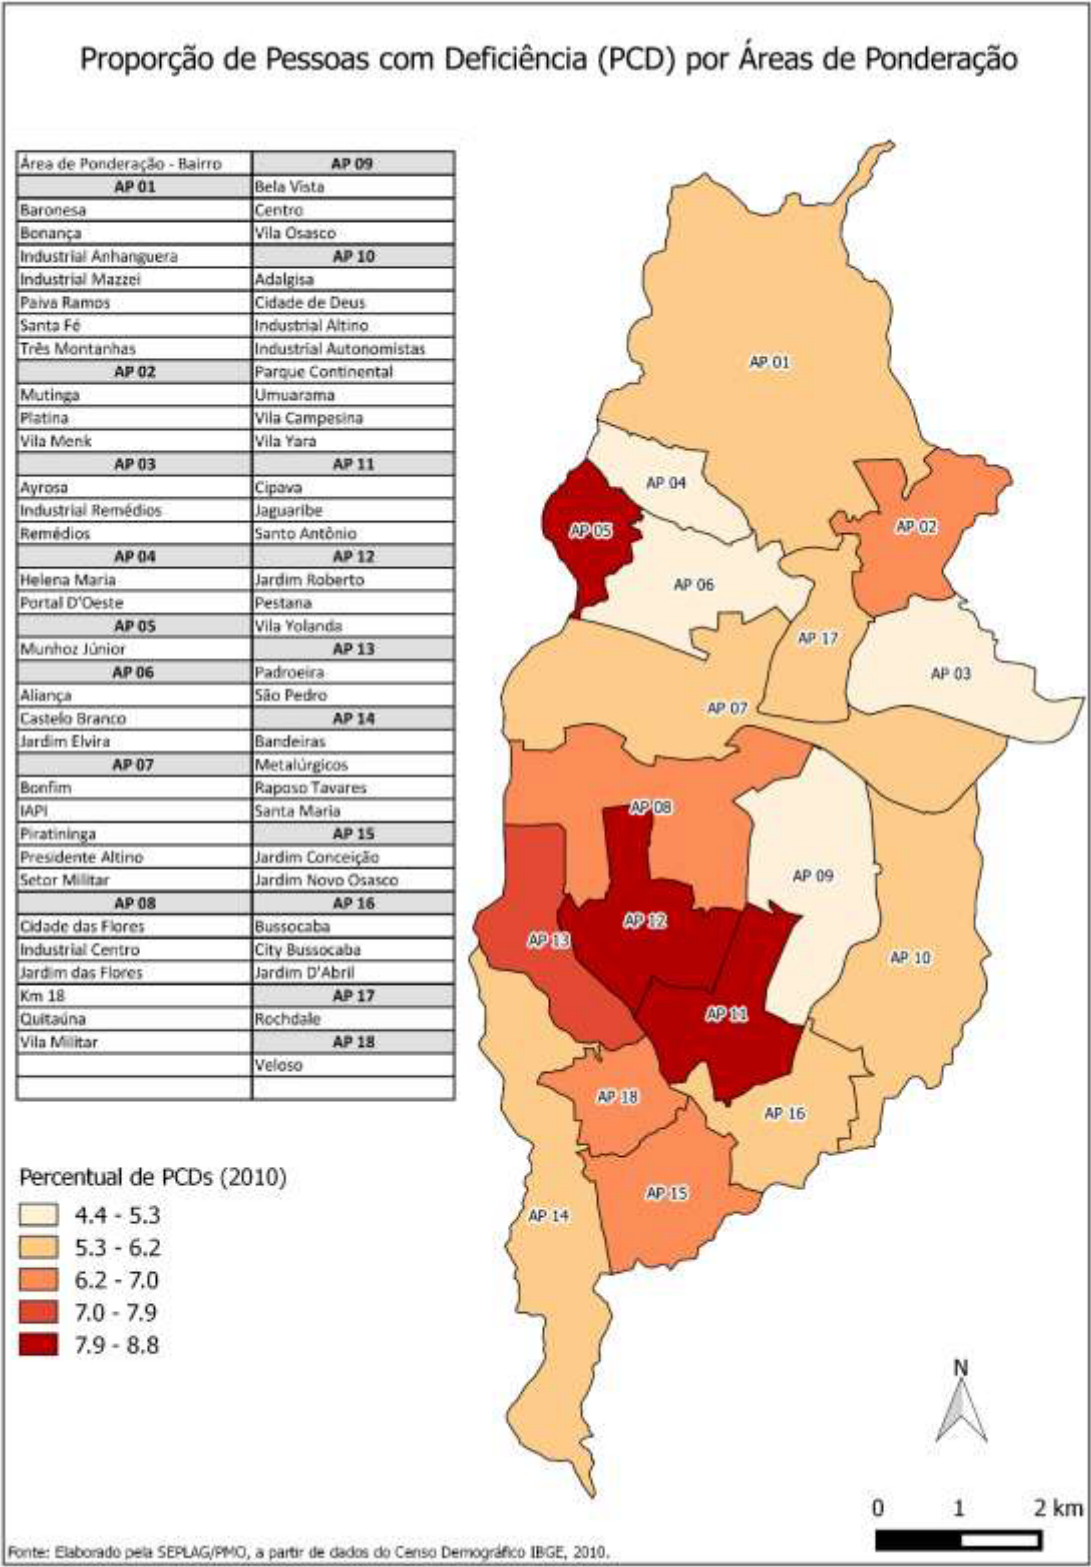 Proporção de Pessoas com Deficiência (PCD) por Áreas de Ponderação
Área de Ponderação - Bairro
AP 01
Baronesa
Bonança
Industrial Anhanguera
Industrial Mazzei
Paiva Ramos
Santa Fé
Três Montanhas
AP 02
Mutinga
Platina
Vila Menk
AP 03
Ayrosa
Industrial Remédios
Remédios
AP 04
Helena Maria
Portal D'Oeste
AP 05
Munhoz Júnior
AP 06
Aliança
Castelo Branco
Jardim Elvira
AP 07
Bonfim
IAPI
Piratininga
Presidente Altino
Setor Militar
AP 08
Cidade das Flores
Industrial Centro
Jardim das Flores
Km 18
Quitaúna
Vila Militar
AP 09
Bela Vista
Centro
Vila Osasco
AP 10
Adalgisa
Cidade de Deus
Industrial Altino
Industrial Autonomistas
Parque Continental
Umuarama
Vila Campesina
Vila Yara
AP 11
Cipava
Jaguaribe
Santo Antônio
AP 12
Jardim Roberto
Pestana
Vila Yolanda
AP 13
Padroeira
São Pedro
AP 14
Bandeiras
Metalúrgicos
Raposo Tavares
Santa Maria
AP 15
Jardim Conceição
Jardim Novo Osasco
AP 16
Bussocaba
City Bussocaba
Jardim D'Abril
AP 17
Rochdale
AP 18
Veloso
AP 01
AP 04
AP 02
AP 05
AP 06
AP 17
AP 03
AP 07
AP 08
AP 09
AP 12
AP 13
AP 10
AP 11
AP 18
AP 16
AP 15
AP 14
Percentual de PCDs (2010)
4.4 - 5.3
5.3 - 6.2
6.2 - 7.0
7.0 - 7.9
7.9 - 8.8
N
0 1 2 km
Fonte: Elaborado pela SEPLAG/PMO, a partir de dados do Censo Demográfico IBGE, 2010.